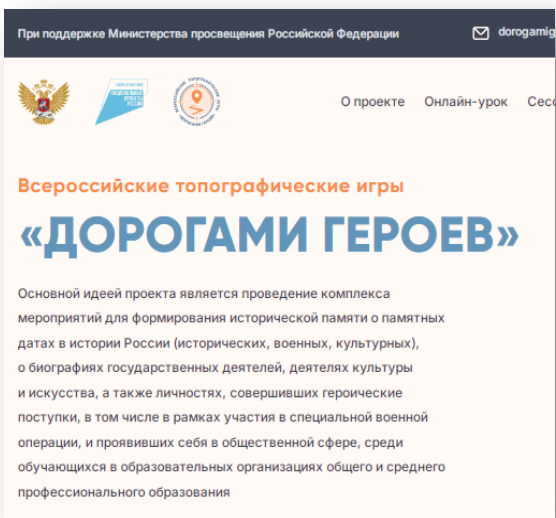 При поддержке Министерства просвещения Российской Федерации
dorogamig
О проекте Онлайн-урок Сесс
Всероссийские топографические игры
«ДОРОГАМИ ГЕРОЕВ»
Основной идеей проекта является проведение комплекса
мероприятий для формирования исторической памяти о памятных
датах в истории России (исторических, военных, культурных),
о биографиях государственных деятелей, деятелях культуры
и искусства, а также личностях, совершивших героические
поступки, в том числе в рамках участия в специальной военной
операции, и проявивших себя в общественной сфере, среди
обучающихся в образовательных организациях общего и среднего
профессионального образования